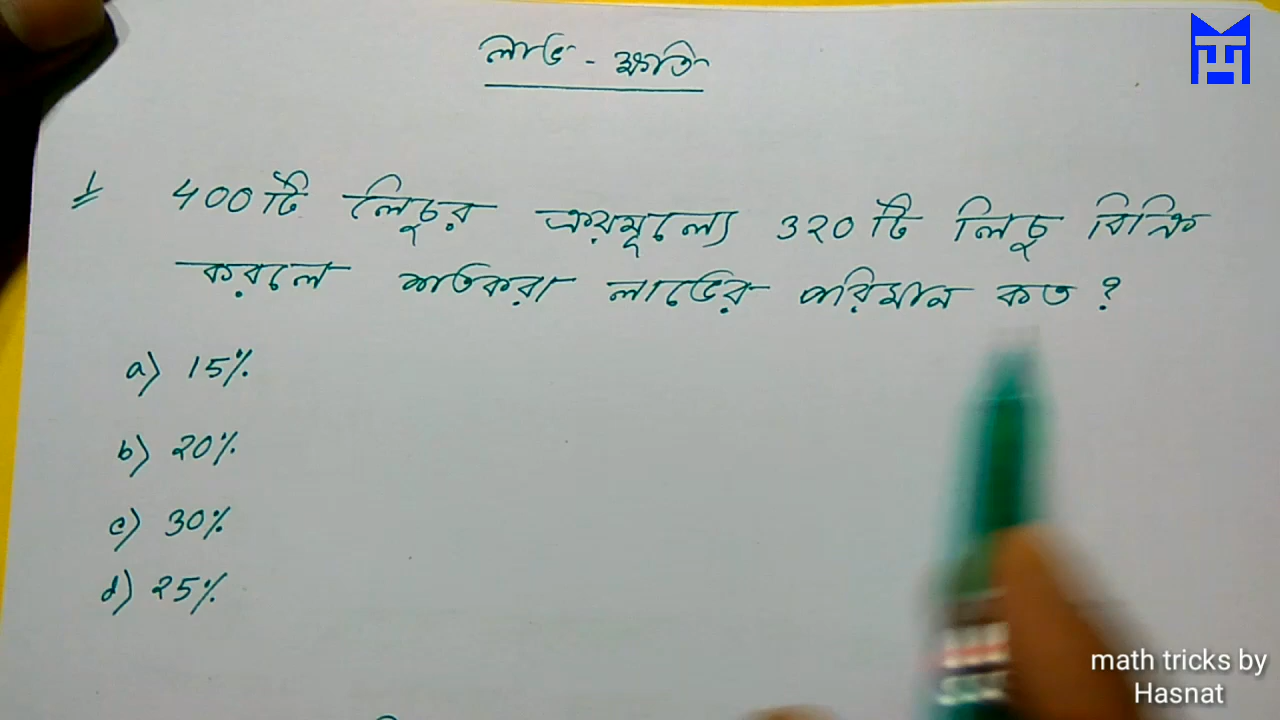 লাভ - ক্ষতি
1 400টি লিচুর ক্রয়মূল্যে 320টি লিচু বিক্রি
করলে শতকরা লাভের পরিমান কত ?
a) 15%
b) 20%
c) 30%
d) 25%
math tricks by
Hasnat